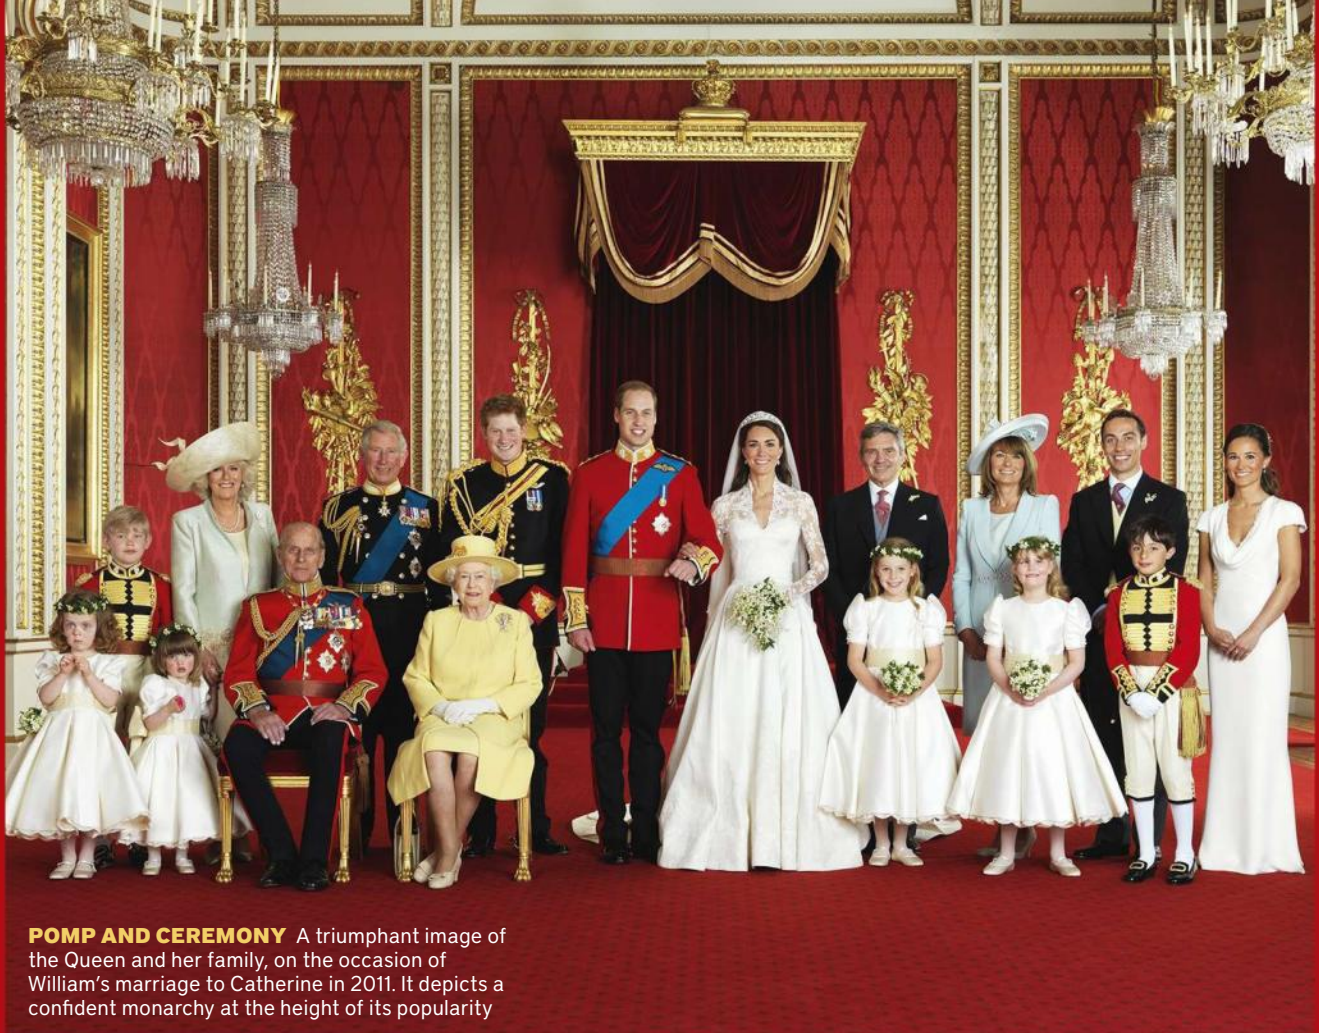 POMP AND CEREMONY A triumphant image of
the Queen and her family, on the occasion of
William’s marriage to Catherine in 2011. It depicts a
confident monarchy at the height of its popularity